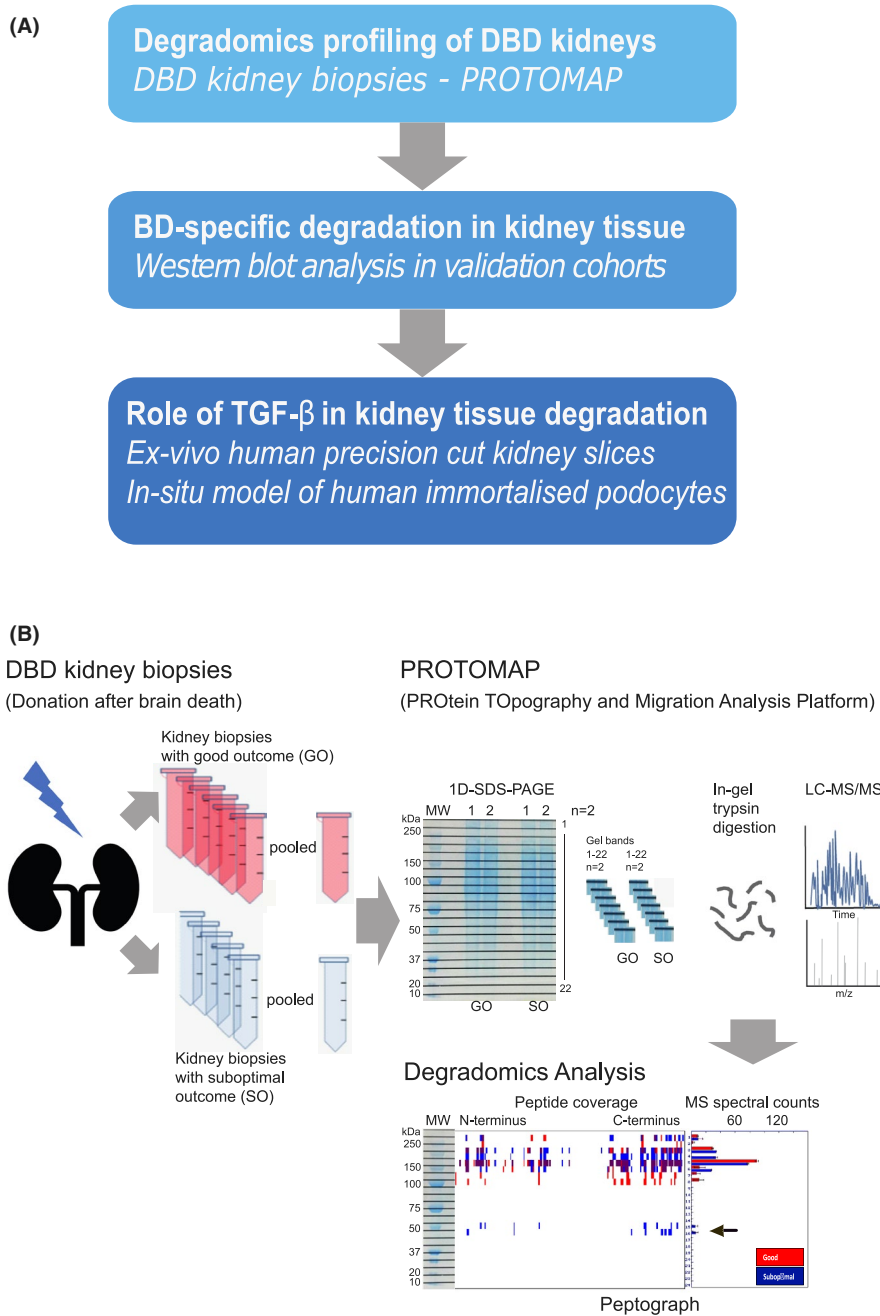 (A)
Degradomics profiling of DBD kidneys
DBD kidney biopsies - PROTOMAP
BD-specific degradation in kidney tissue
Western blot analysis in validation cohorts
Role of TGF-β in kidney tissue degradation
Ex-vivo human precision cut kidney slices
In-situ model of human immortalised podocytes
(B)
DBD kidney biopsies
(Donation after brain death)
Kidney biopsies
with good outcome (GO)
pooled
pooled
Kidney biopsies
with suboptimal
outcome (SO)
PROTOMAP
(PROtein TOpography and Migration Analysis Platform)
1D-SDS-PAGE
kDa MW 1 2 1 2 n=2
250
150
100
75
50
37
20
10
1
22
GO SO
Gel bands
1-22 1-22
n=2 n=2
GO SO
In-gel
trypsin
digestion
LC-MS/MS
Time
m/z
Degradomics Analysis
Peptide coverage
MS spectral counts
MW N-terminus C-terminus
60 120
kDa
250
150
100
75
50
37
20
10
Good
Subop⍰mal
Peptograph